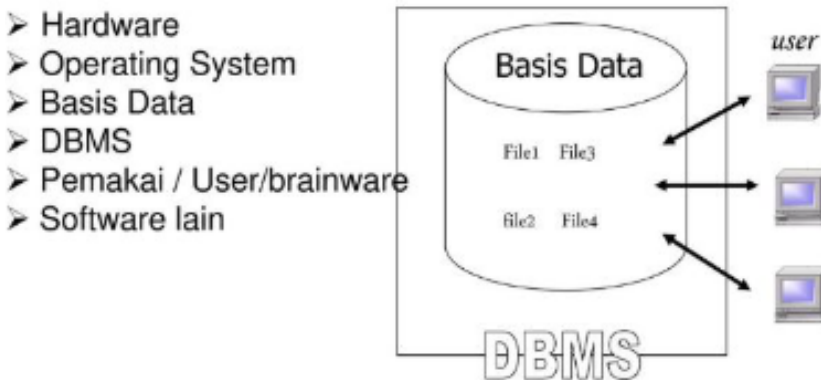 ➢ Hardware
➢ Operating System
➢ Basis Data
➢ DBMS
➢ Pemakai / User/brainware
➢ Software lain
Basis Data
File1 File3
file2 File4
DBMS
user